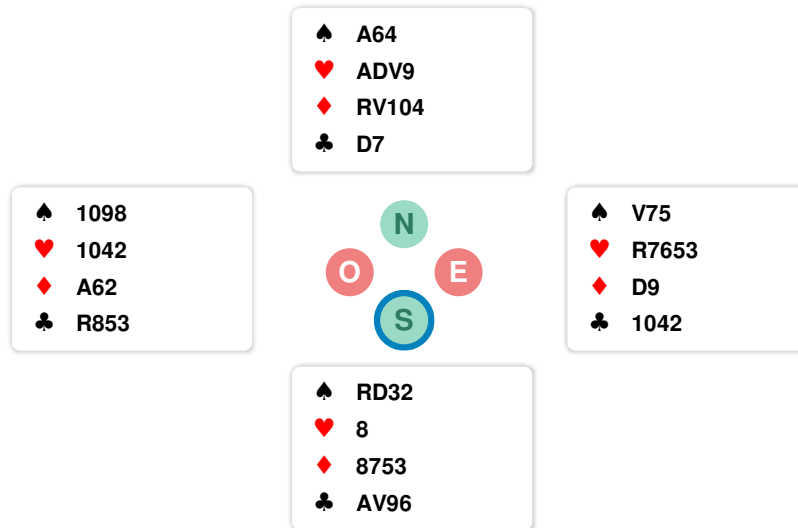 ♠ A64
♥ ADV9
♦ RV104
♣ D7
♠ 1098
♥ 1042
♦ A62
♣ R853
N
O E
S
♠ V75
♥ R7653
♦ D9
♣ 1042
♠ RD32
♥ 8
♦ 8753
♣ AV96